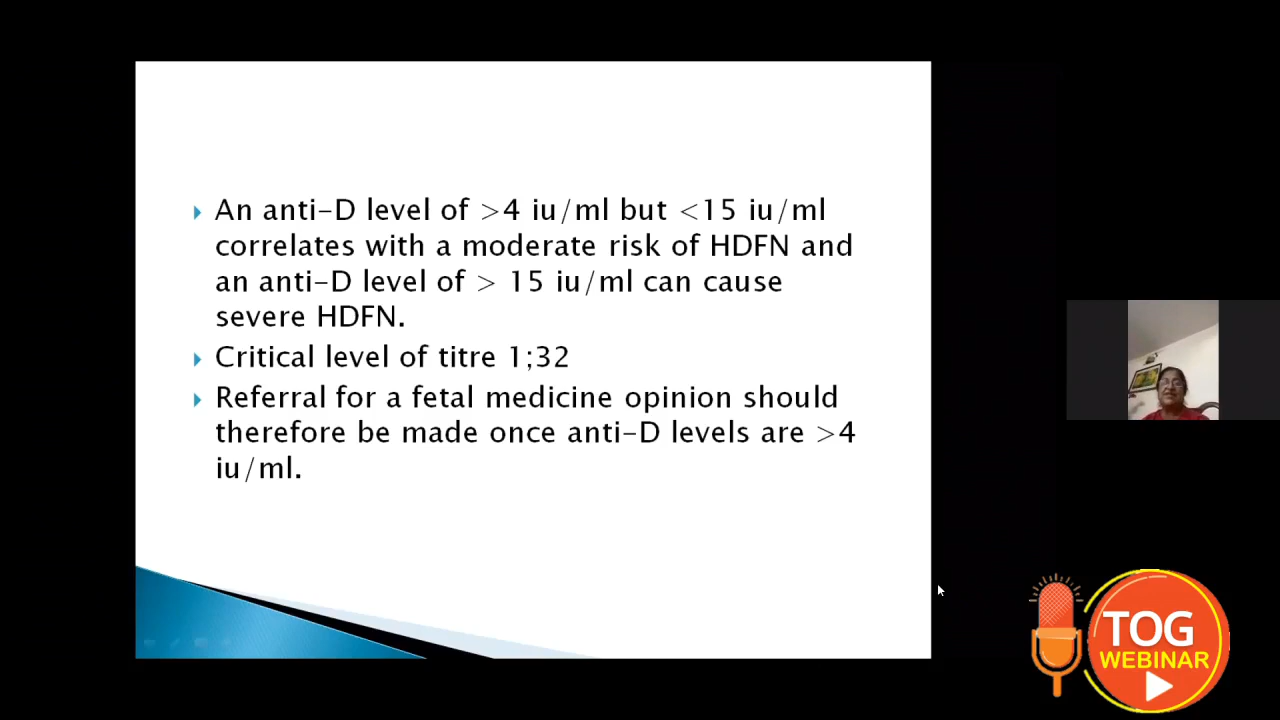 An anti-D level of >4 iu/ml but <15 iu/ml
correlates with a moderate risk of HDFN and
an anti-D level of > 15 iu/ml can cause
severe HDFN.
Critical level of titre 1;32
Referral for a fetal medicine opinion should
therefore be made once anti-D levels are >4
iu/ml.
TOG
WEBINAR